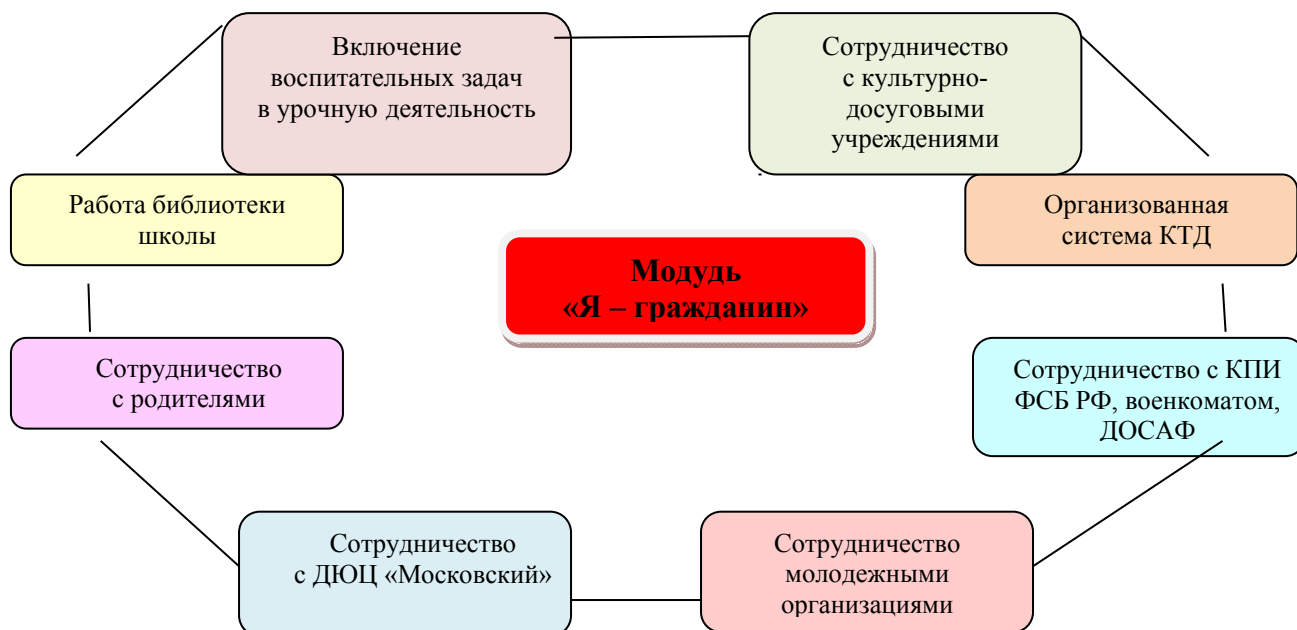 Включение
воспитательных задач
в урочную деятельность
Сотрудничество
с культурно-
досуговыми
учреждениями
Работа библиотеки
школы
Организованная
система КТД
Модудь
«Я – гражданин»
Сотрудничество
с родителями
Сотрудничество с КПИ
ФСБ РФ, военкоматом,
ДОСАФ
Сотрудничество
с ДЮЦ «Московский»
Сотрудничество
молодежными
организациями